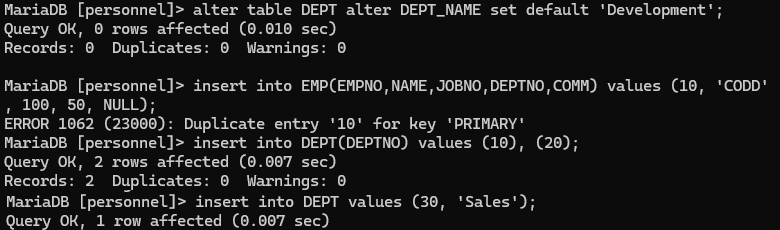 MariaDB [personnel]> alter table DEPT alter DEPT_NAME set default 'Development';
Query OK, 0 rows affected (0.010 sec)
Records: 0  Duplicates: 0  Warnings: 0
MariaDB [personnel]> insert into EMP(EMPNO,NAME,JOBNO,DEPTNO,COMM) values (10, 'CODD'
, 100, 50, NULL);
ERROR 1062 (23000): Duplicate entry '10' for key 'PRIMARY'
MariaDB [personnel]> insert into DEPT(DEPTNO) values (10), (20);
Query OK, 2 rows affected (0.007 sec)
Records: 2  Duplicates: 0  Warnings: 0
MariaDB [personnel]> insert into DEPT values (30, 'Sales');
Query OK, 1 row affected (0.007 sec)